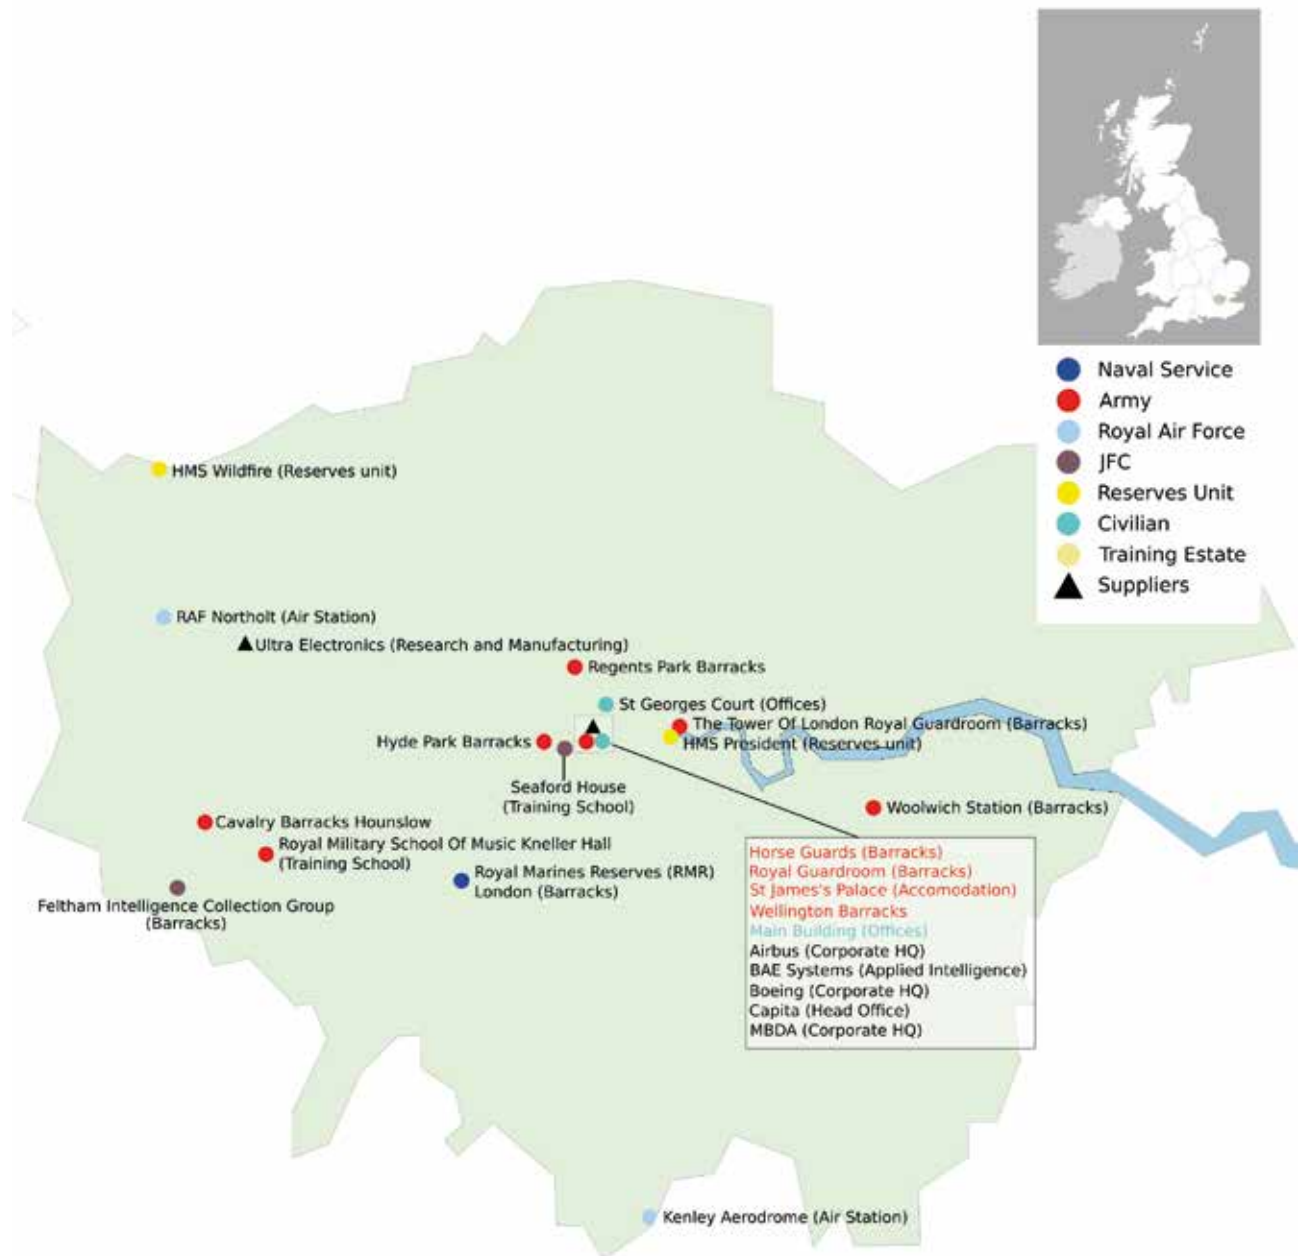 Naval Service
Army
Royal Air Force
JFC
Reserves Unit
Civilian
Training Estate
Suppliers
HMS Wildfire (Reserves unit)
RAF Northolt (Air Station)
Ultra Electronics (Research and Manufacturing)
Regents Park Barracks
St Georges Court (Offices)
The Tower Of London Royal Guardroom (Barracks)
HMS President (Reserves unit)
Hyde Park Barracks
Seaford House
(Training School)
Woolwich Station (Barracks)
Cavalry Barracks Hounslow
Royal Military School Of Music Kneller Hall
(Training School)
Royal Marines Reserves (RMR)
London (Barracks)
Feltham Intelligence Collection Group
(Barracks)
Horse Guards (Barracks)
Royal Guardroom (Barracks)
St James's Palace (Accomodation)
Wellington Barracks
Main Building (Offices)
Airbus (Corporate HQ)
BAE Systems (Applied Intelligence)
Boeing (Corporate HQ)
Capita (Head Office)
MBDA (Corporate HQ)
Kenley Aerodrome (Air Station)